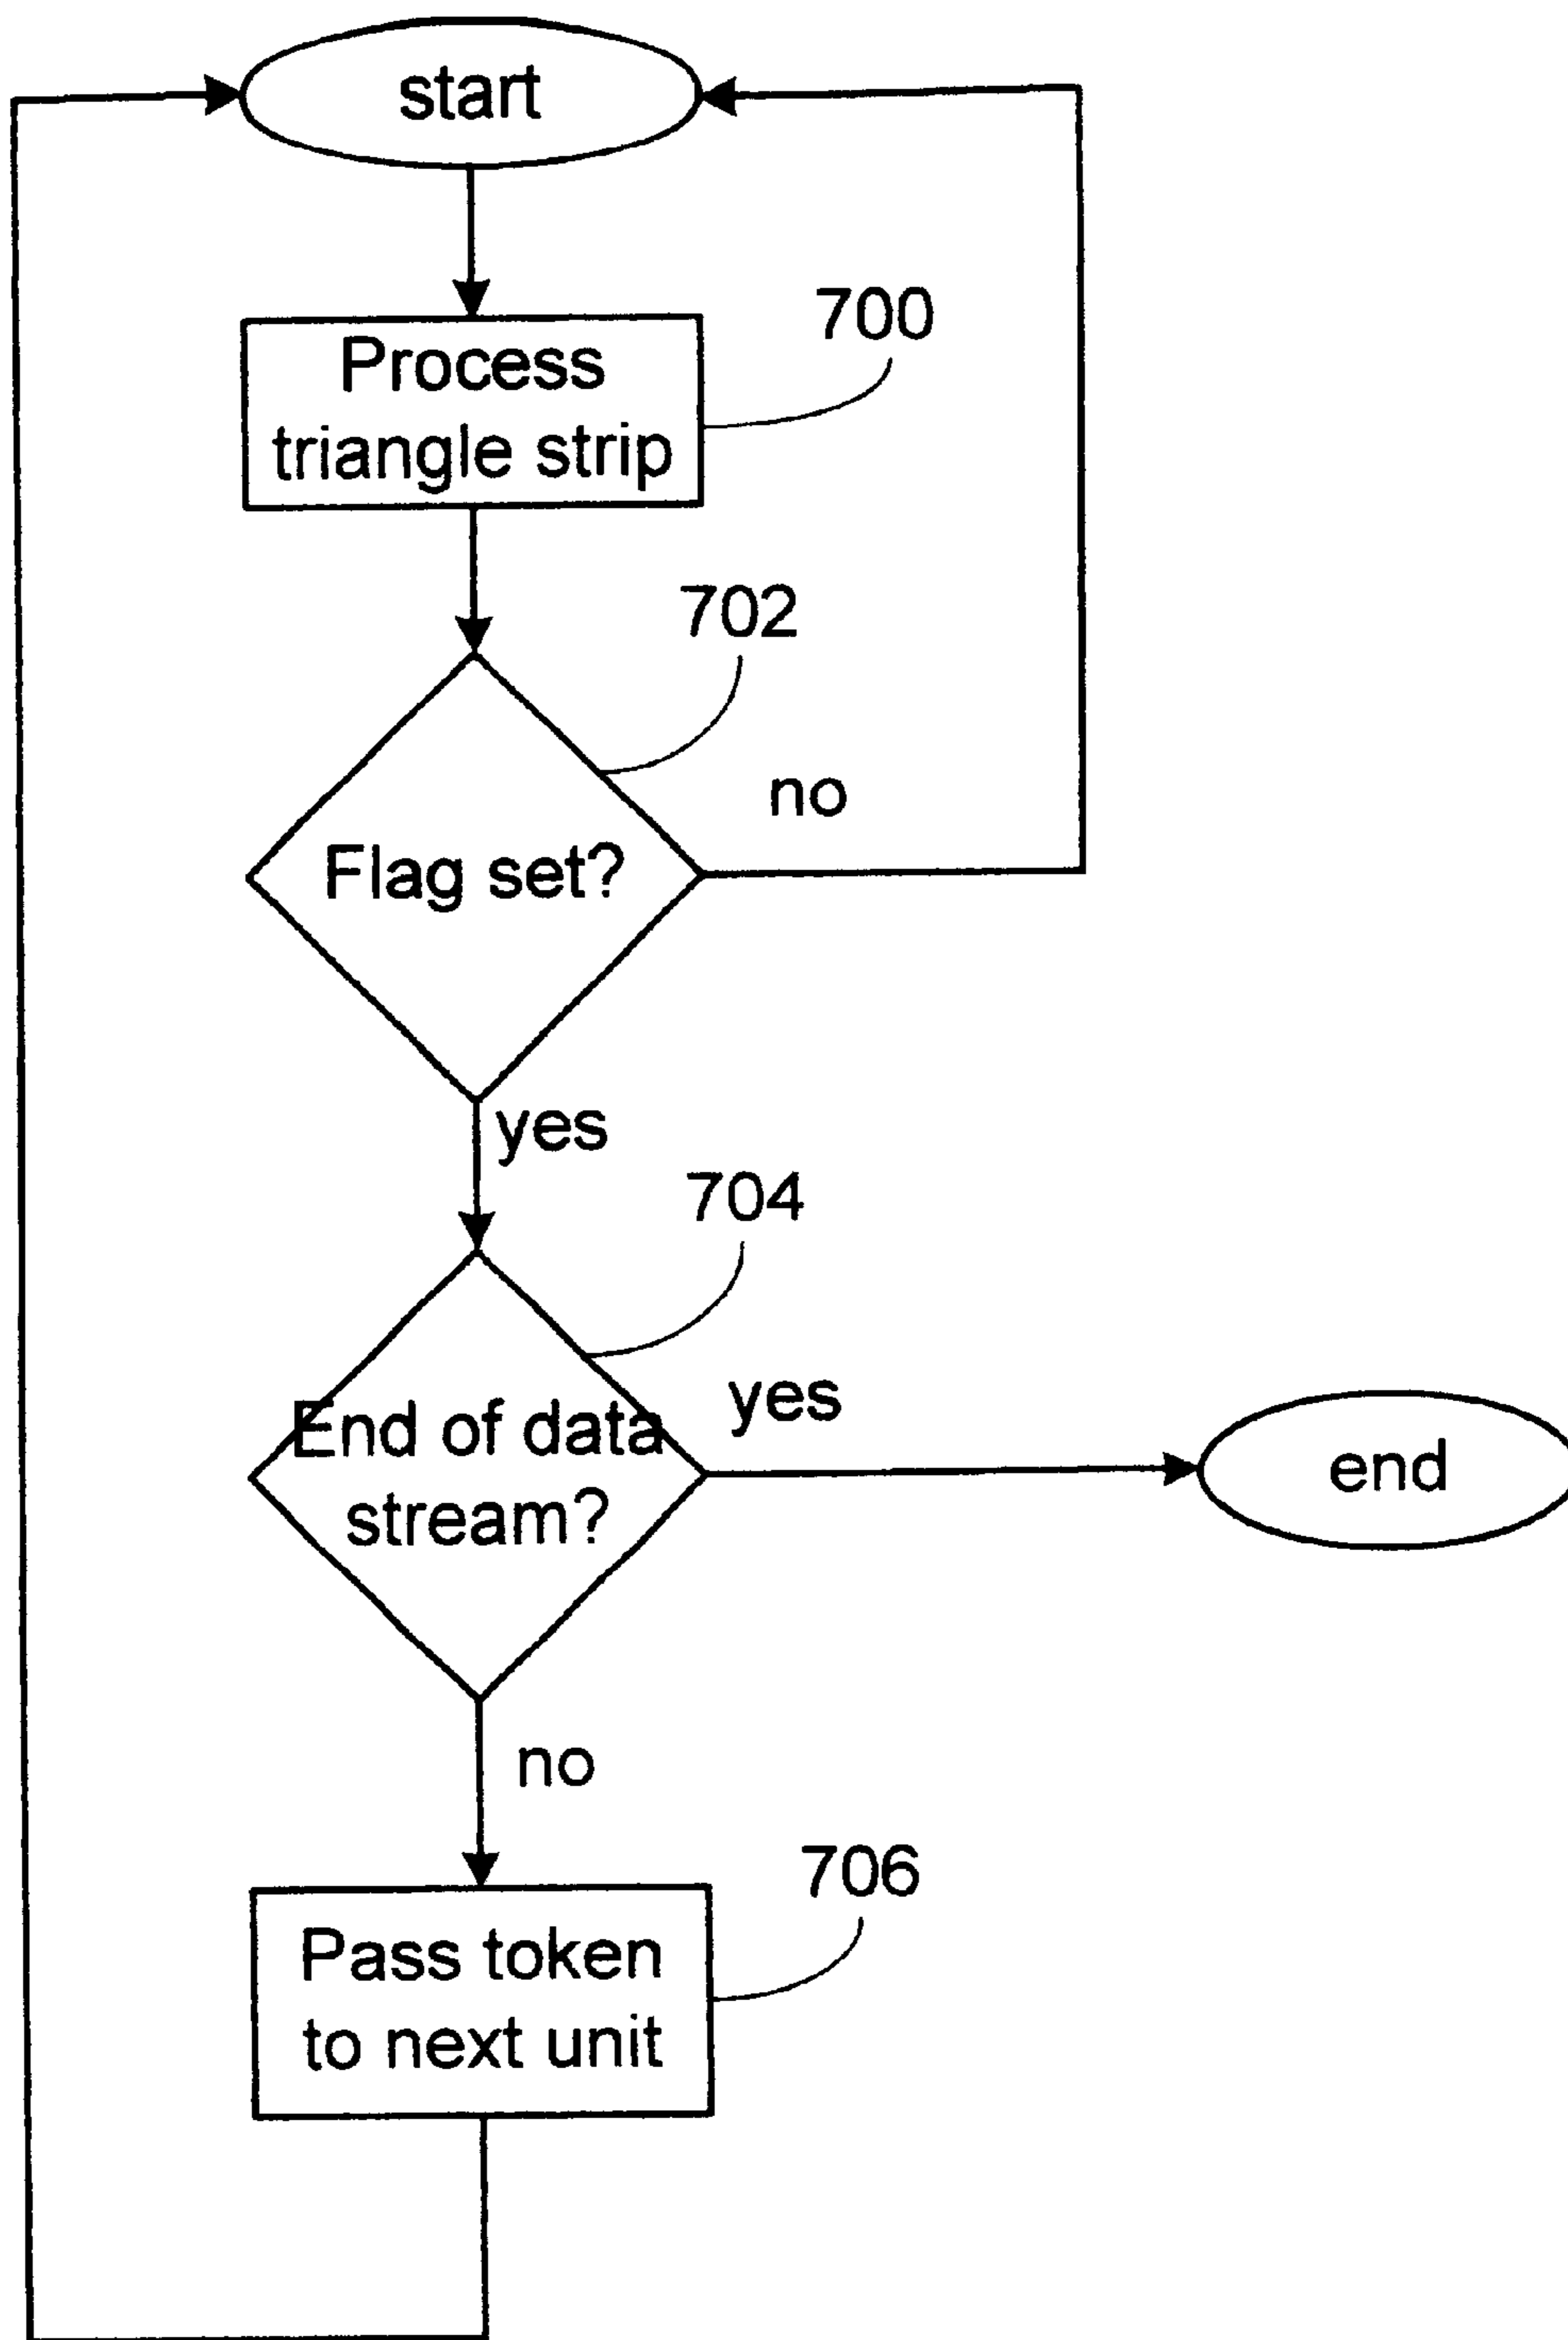 start
700
Process
triangle strip
702
no
Flag set?
yes
704
yes
End of data
stream?
end
no
706
Pass token
to next unit